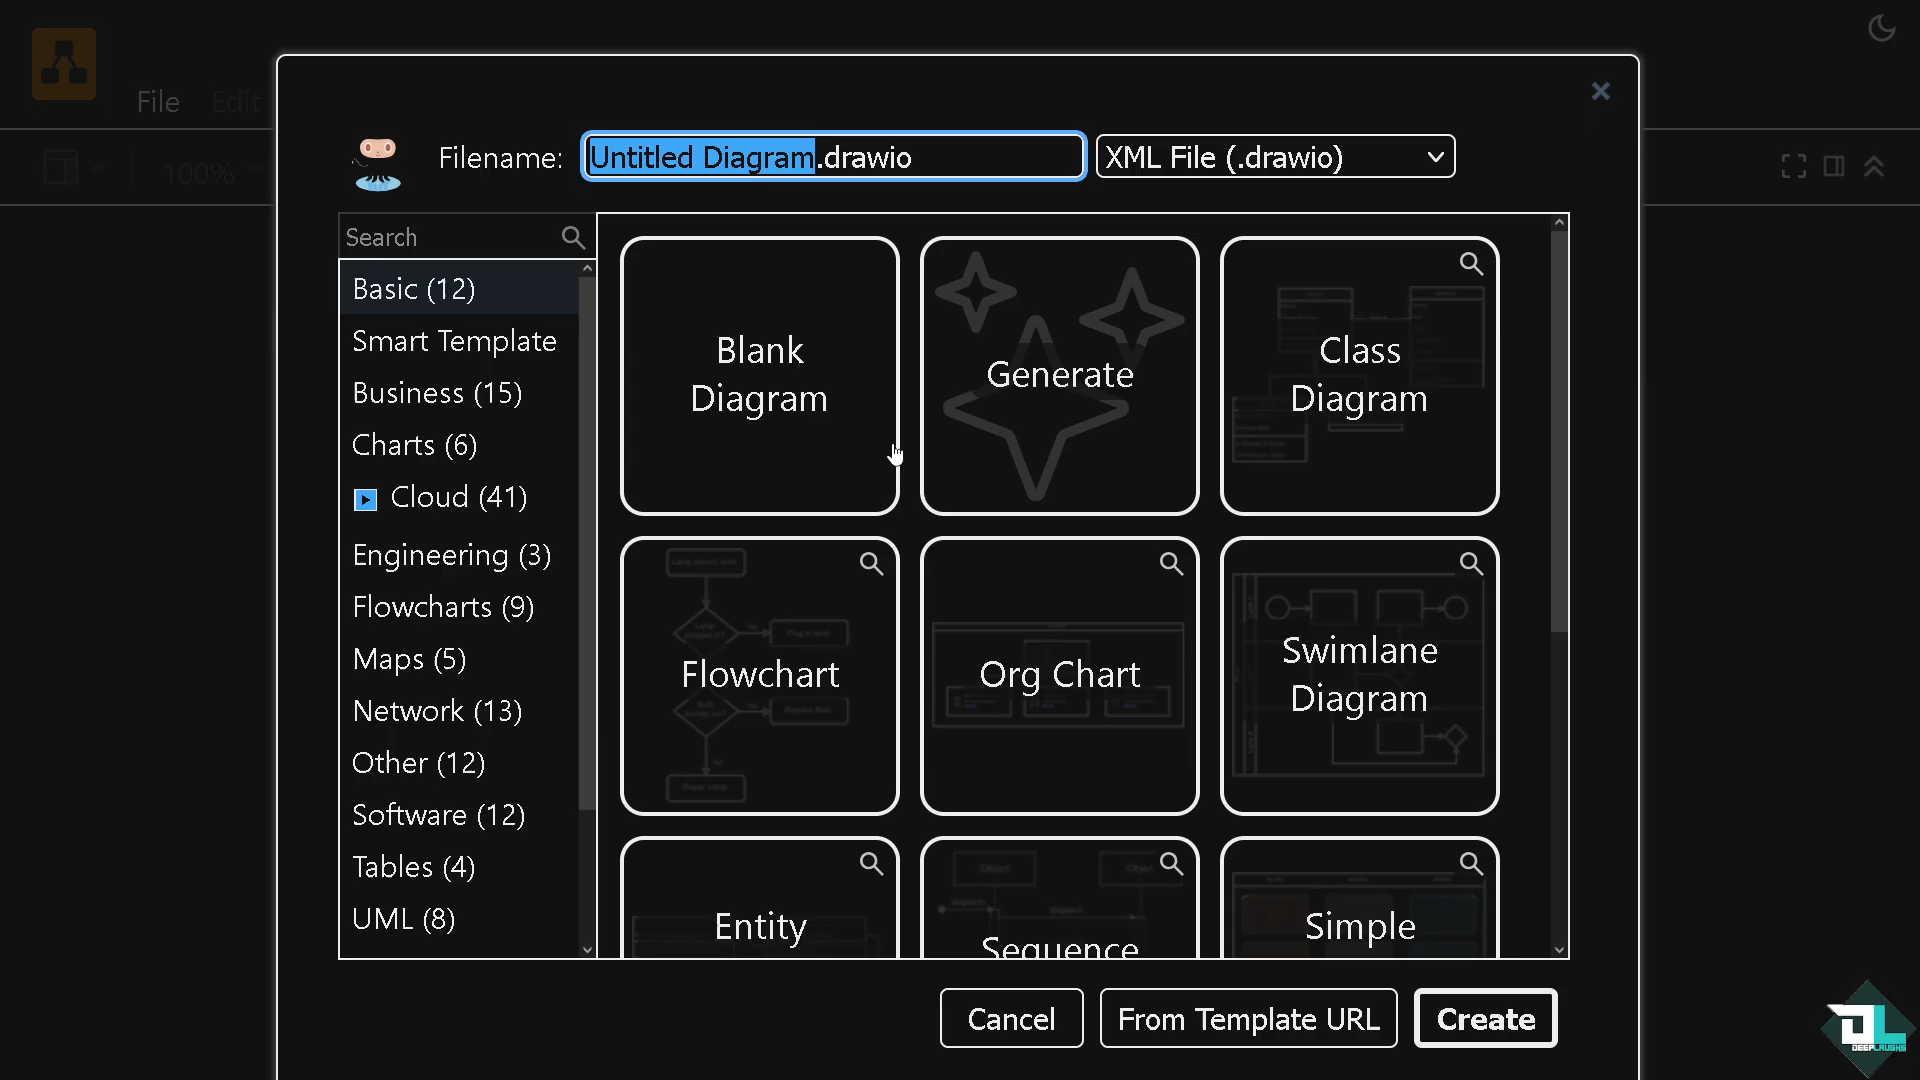 File Edit
100%
Filename: Untitled Diagram.drawio XML File (.drawio)
Search
Basic (12)
Smart Template
Business (15)
Charts (6)
Cloud (41)
Engineering (3)
Flowcharts (9)
Maps (5)
Network (13)
Other (12)
Software (12)
Tables (4)
UML (8)
Blank
Diagram
Generate
Class
Diagram
Flowchart
Org Chart
Swimlane
Diagram
Entity
Sequence
Simple
Cancel
From Template URL
Create
DEEPLAUGHS